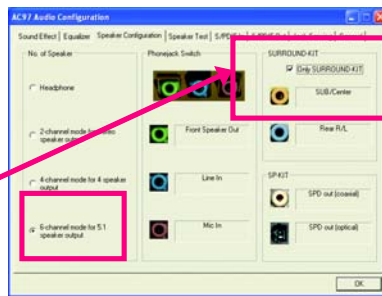 AC97 Audio Configuration
Sound Effect | Equalizer | Speaker Configuration | Speaker Test | S/PDIF
No. of Speaker
Headphone
2-channel mode for
speaker output
4-channel mode for 4 speaker
output
6-channel mode for 5.1
speaker output
Phonejack Switch
Front Speaker Out
Line In
Mic In
SURROUND-KIT
Only SURROUND-KIT
SUB/Center
Rear R/L
SP-KIT
SPD out (coaxial)
SPD out (optical)
OK